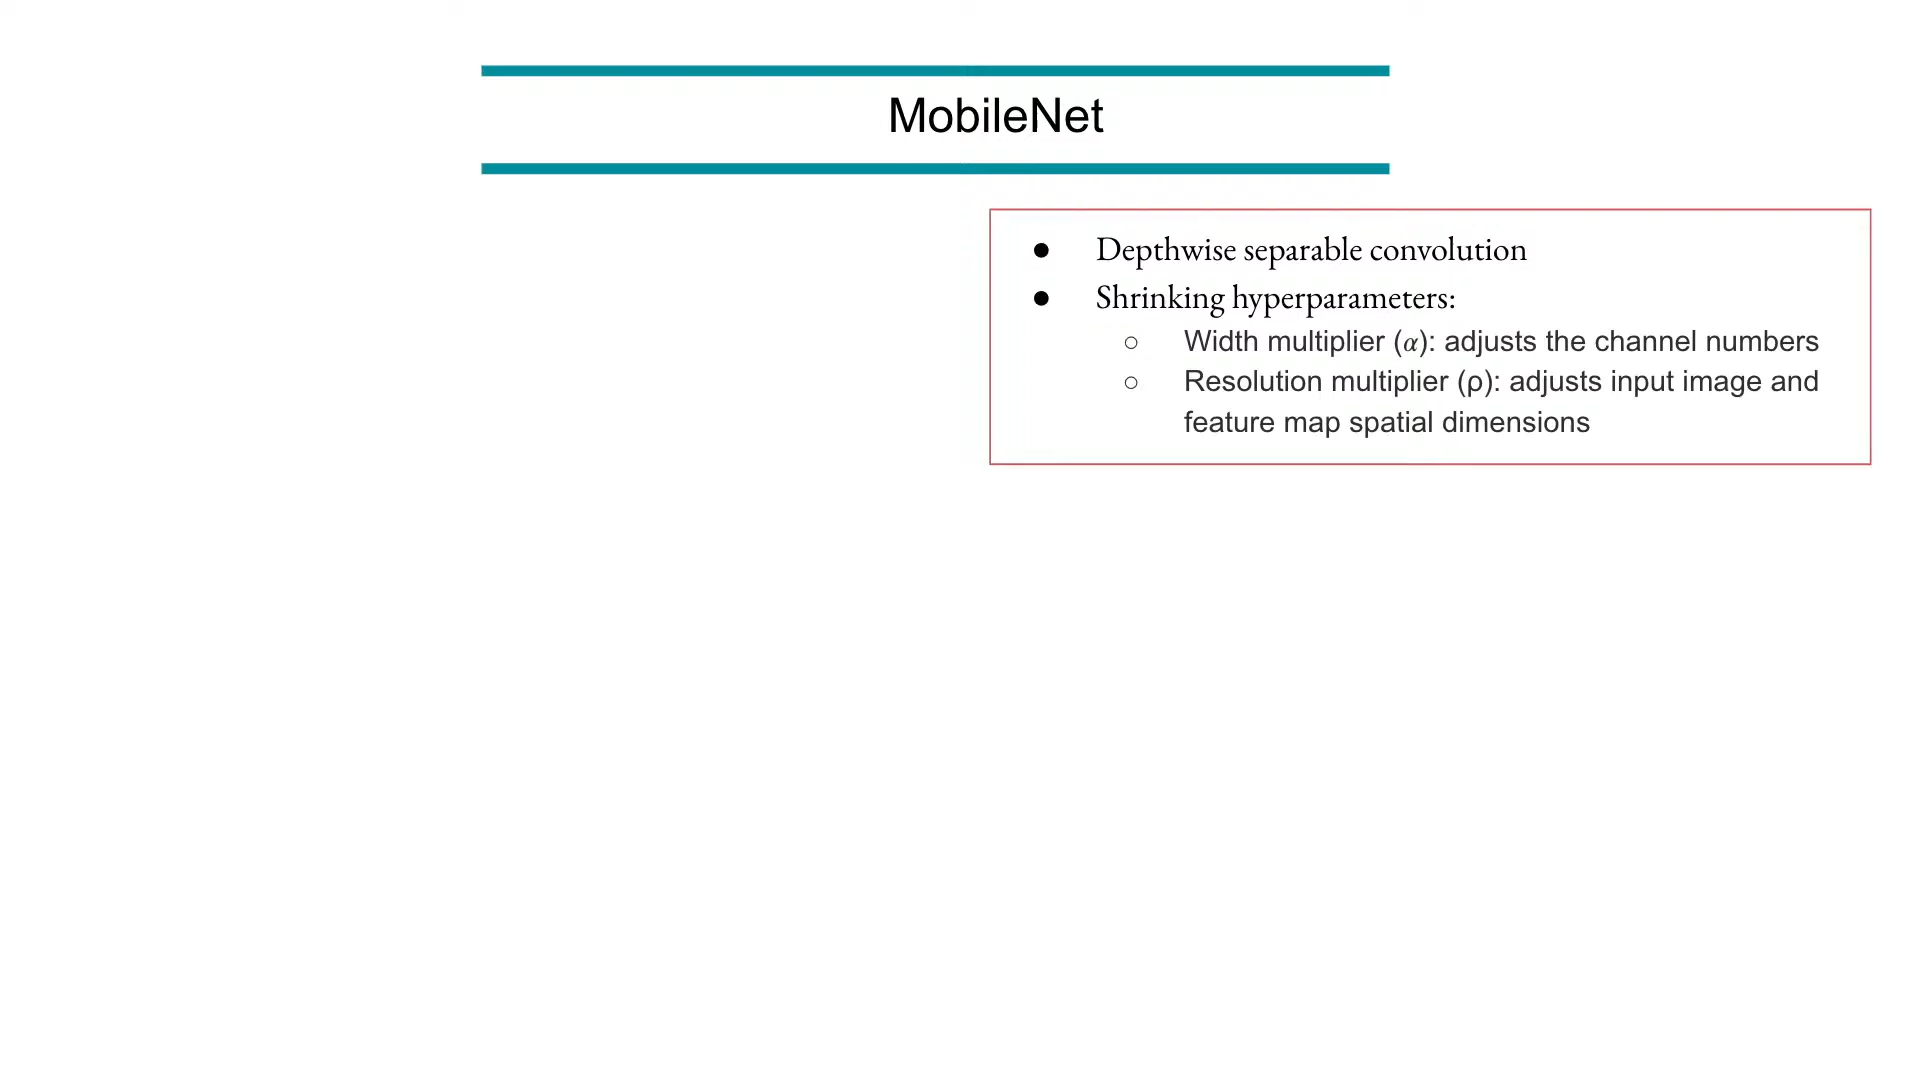 MobileNet
● Depthwise separable convolution
● Shrinking hyperparameters:
○ Width multiplier (α): adjusts the channel numbers
○ Resolution multiplier (ρ): adjusts input image and
feature map spatial dimensions